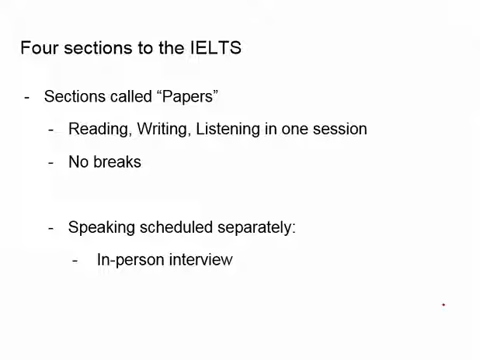 Four sections to the IELTS
- Sections called “Papers”
- Reading, Writing, Listening in one session
- No breaks
- Speaking scheduled separately:
- In-person interview